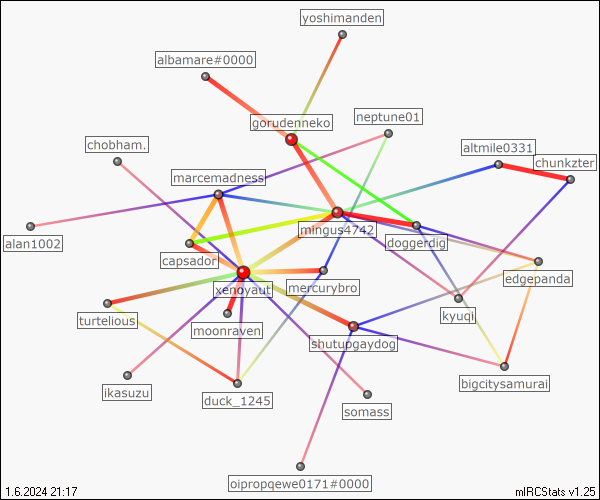 yoshimanden
albamare#0000
gorudenneko
neptune01
chobham.
altmile0331
chunkzter
marcemadness
mingus4742
doggerdig
alan1002
capsador
edgepanda
xenoyaut
mercurybro
kyuqi
turtelious
moonraven
shutupgaydog
bigcitysamurai
ikasuzu
duck_1245
somass
oipropqewe0171#0000
1.6.2024 21:17
mIRCStats v1.25